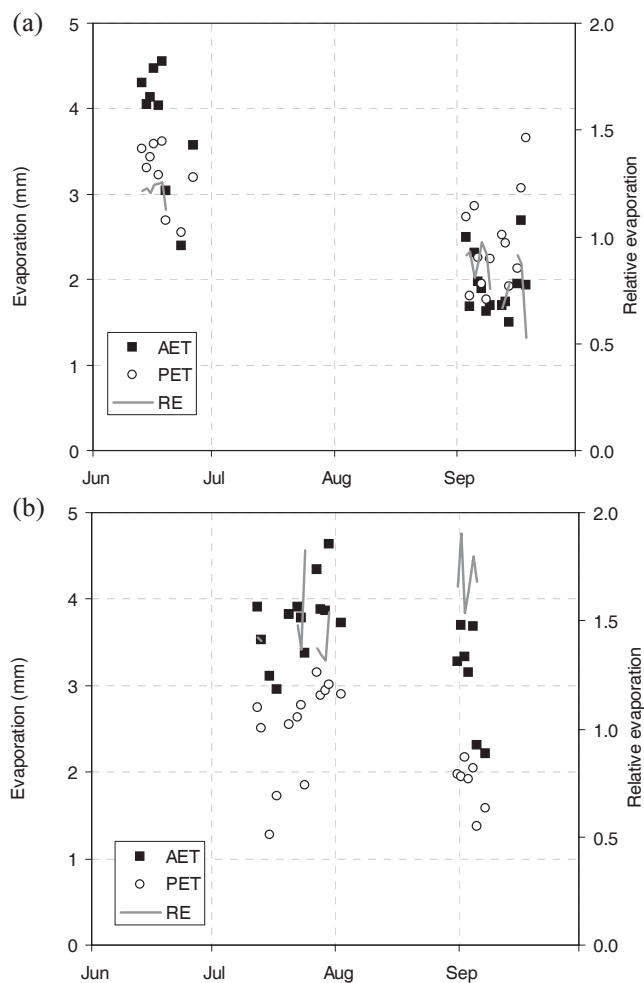 (a)
5
4
3
2
1
0
Evaporation (mm)
2.0
1.5
1.0
0.5
0.0
Relative evaporation
AET
PET
RE
Jun Jul Aug Sep
(b)
5
4
3
2
1
0
Evaporation (mm)
2.0
1.5
1.0
0.5
0.0
Relative evaporation
AET
PET
RE
Jun Jul Aug Sep